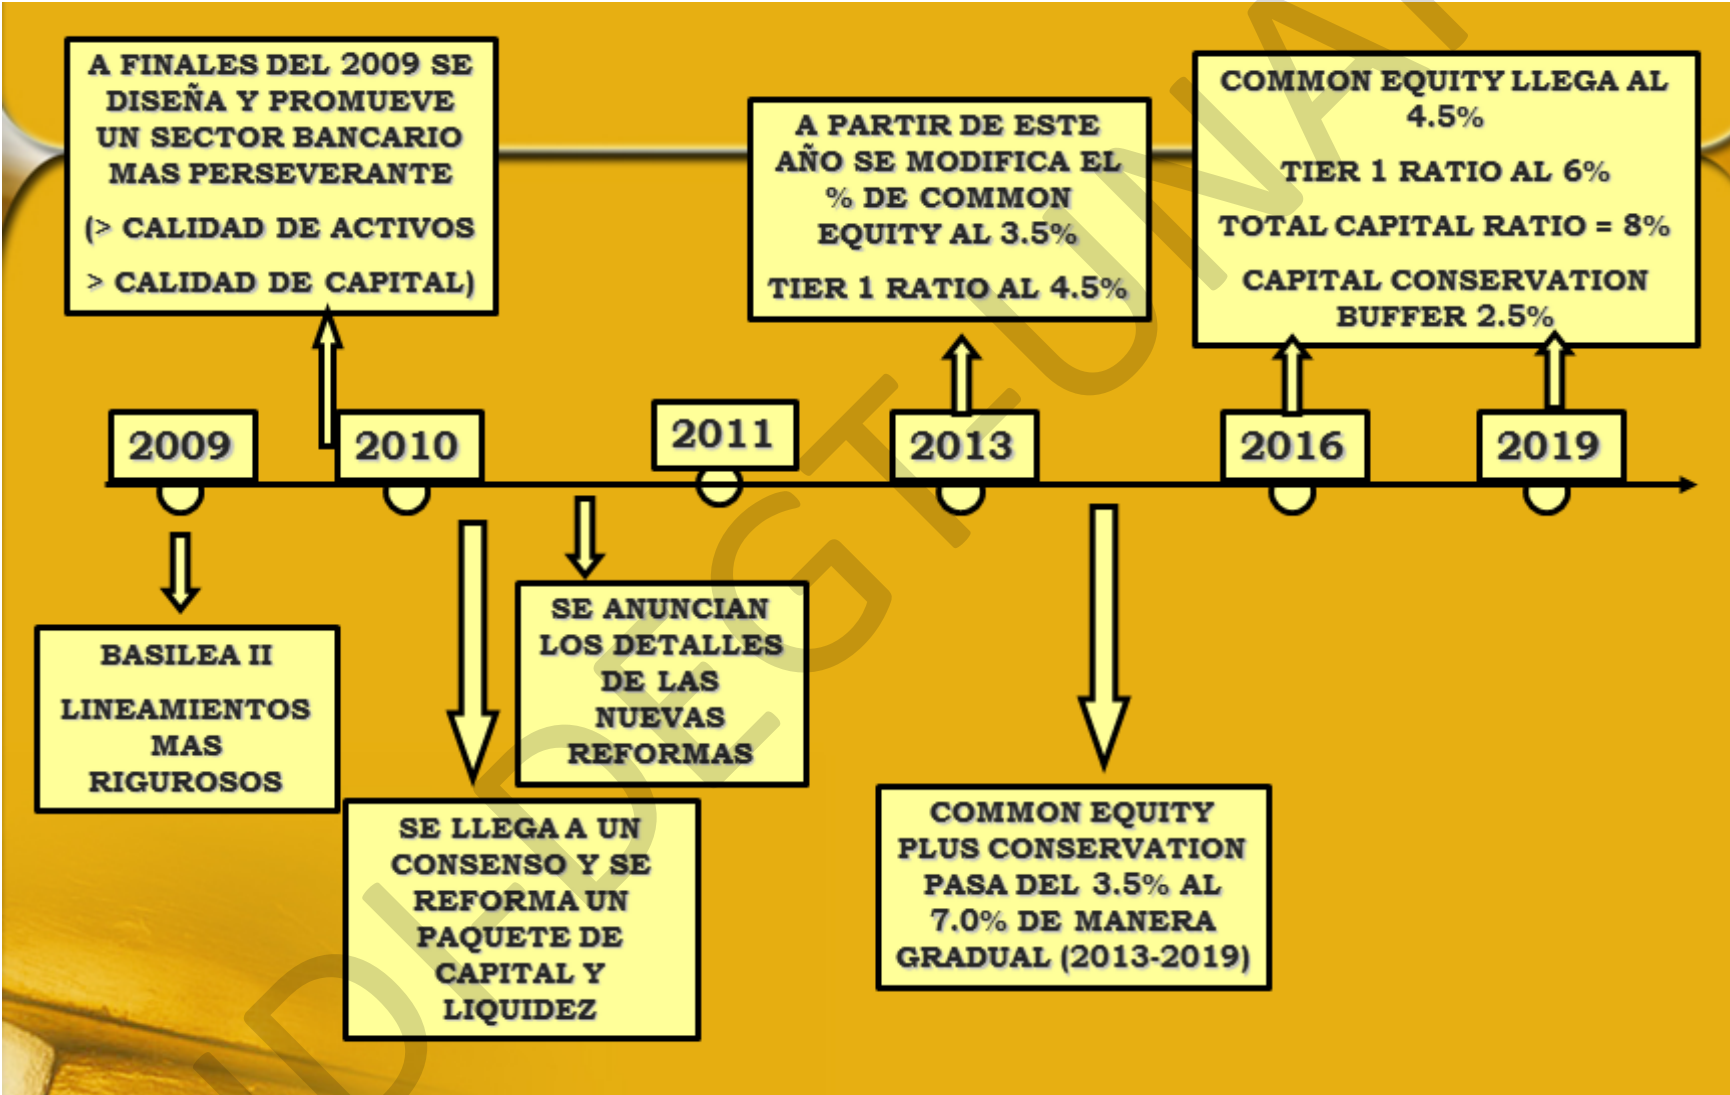 A FINALES DEL 2009 SE
DISEÑA Y PROMUEVE
UN SECTOR BANCARIO
MAS PERSEVERANTE
(> CALIDAD DE ACTIVOS
> CALIDAD DE CAPITAL)
A PARTIR DE ESTE
AÑO SE MODIFICA EL
% DE COMMON
EQUITY AL 3.5%
TIER 1 RATIO AL 4.5%
COMMON EQUITY LLEGA AL
4.5%
TIER 1 RATIO AL 6%
TOTAL CAPITAL RATIO = 8%
CAPITAL CONSERVATION
BUFFER 2.5%
2009
2010
2011
2013
2016
2019
BASILEA II
LINEAMIENTOS
MAS
RIGUROSOS
SE LLEGA A UN
CONSENSO Y SE
REFORMA UN
PAQUETE DE
CAPITAL Y
LIQUIDEZ
SE ANUNCIAN
LOS DETALLES
DE LAS
NUEVAS
REFORMAS
COMMON EQUITY
PLUS CONSERVATION
PASA DEL 3.5% AL
7.0% DE MANERA
GRADUAL (2013-2019)